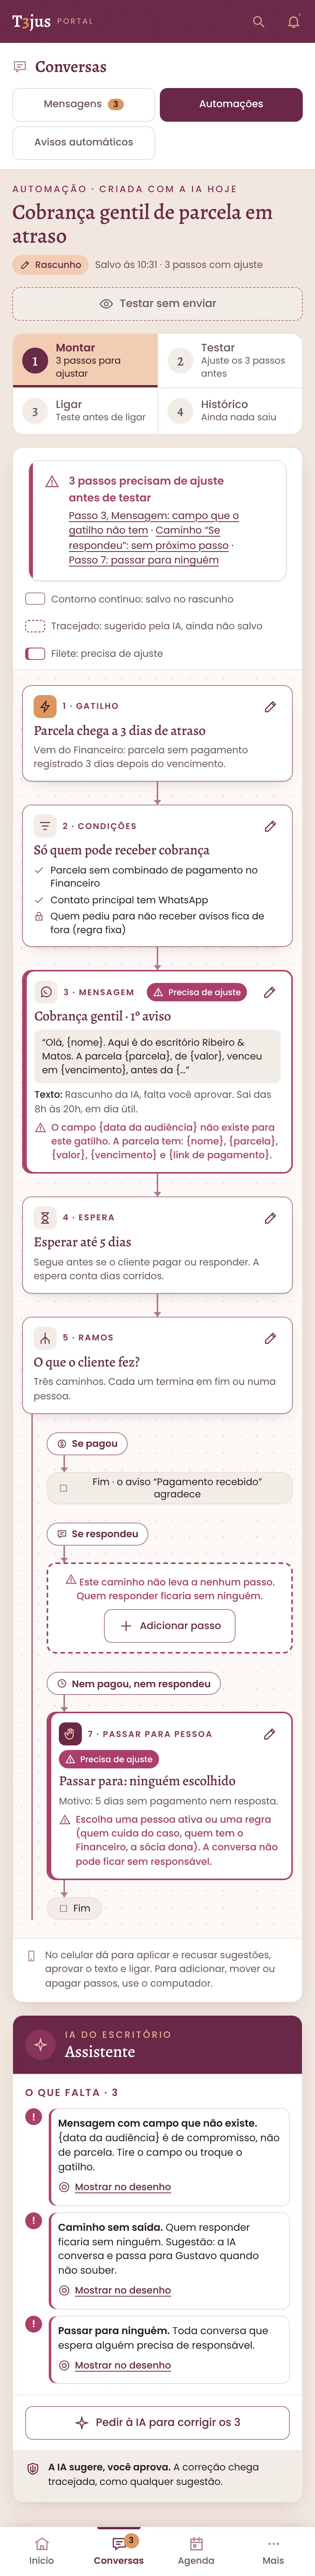 T3jus PORTAL
Conversas
Mensagens 3
Automações
Avisos automáticos
AUTOMAÇÃO · CRIADA COM A IA HOJE
Cobrança gentil de parcela em
atraso
Rascunho
Salvo às 10:31 · 3 passos com ajuste
Testar sem enviar
1
Montar
3 passos para
ajustar
2
Testar
Ajuste os 3 passos
antes
3
Ligar
Teste antes de ligar
4
Histórico
Ainda nada saiu
3 passos precisam de ajuste
antes de testar
Passo 3, Mensagem: campo que o
gatilho não tem · Caminho “Se
respondeu”: sem próximo passo ·
Passo 7: passar para ninguém
Contorno contínuo: salvo no rascunho
Tracejado: sugerido pela IA, ainda não salvo
Filete: precisa de ajuste
1 · GATILHO
Parcela chega a 3 dias de atraso
Vem do Financeiro: parcela sem pagamento
registrado 3 dias depois do vencimento.
2 · CONDIÇÕES
Só quem pode receber cobrança
Parcela sem combinado de pagamento no
Financeiro
Contato principal tem WhatsApp
Quem pediu para não receber avisos fica de
fora (regra fixa)
3 · MENSAGEM
Precisa de ajuste
Cobrança gentil · 1º aviso
“Olá, {nome}. Aqui é do escritório Ribeiro &
Matos. A parcela {parcela}, de {valor}, venceu
em {vencimento}, antes da {…”
Texto: Rascunho da IA, falta você aprovar. Sai das
8h às 20h, em dia útil.
O campo {data da audiência} não existe para
este gatilho. A parcela tem: {nome}, {parcela},
{valor}, {vencimento} e {link de pagamento}.
4 · ESPERA
Esperar até 5 dias
Segue antes se o cliente pagar ou responder. A
espera conta dias corridos.
5 · RAMOS
O que o cliente fez?
Três caminhos. Cada um termina em fim ou numa
pessoa.
Se pagou
Fim · o aviso “Pagamento recebido”
agradece
Se respondeu
Este caminho não leva a nenhum passo.
Quem responder ficaria sem ninguém.
Adicionar passo
Nem pagou, nem respondeu
7 · PASSAR PARA PESSOA
Precisa de ajuste
Passar para: ninguém escolhido
Motivo: 5 dias sem pagamento nem resposta.
Escolha uma pessoa ativa ou uma regra
(quem cuida do caso, quem tem o
Financeiro, a sócia dona). A conversa não
pode ficar sem responsável.
Fim
No celular dá para aplicar e recusar sugestões,
aprovar o texto e ligar. Para adicionar, mover ou
apagar passos, use o computador.
IA DO ESCRITÓRIO
Assistente
O QUE FALTA · 3
!
Mensagem com campo que não existe.
{data da audiência} é de compromisso, não
de parcela. Tire o campo ou troque o
gatilho.
Mostrar no desenho
!
Caminho sem saída. Quem responder
ficaria sem ninguém. Sugestão: a IA
conversa e passa para Gustavo quando
não souber.
Mostrar no desenho
!
Passar para ninguém. Toda conversa que
espera alguém precisa de responsável.
Mostrar no desenho
Pedir à IA para corrigir os 3
A IA sugere, você aprova. A correção chega
tracejada, como qualquer sugestão.
3
Início
Conversas
Agenda
Mais